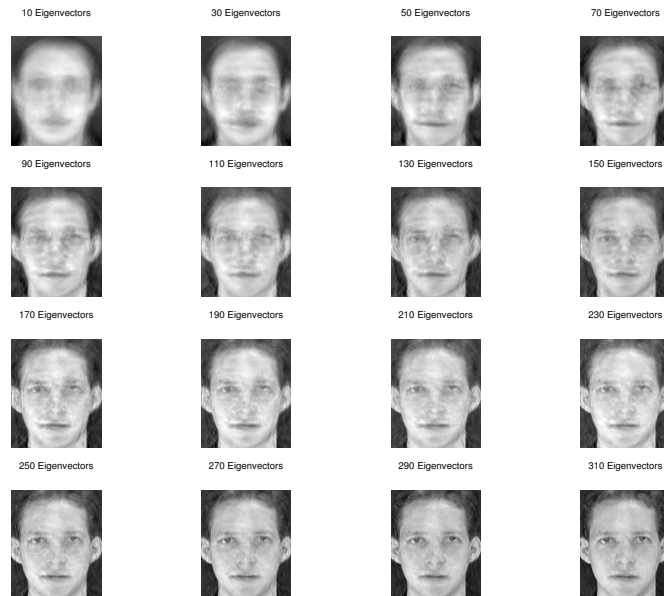 10 Eigenvectors
30 Eigenvectors
50 Eigenvectors
70 Eigenvectors
90 Eigenvectors
110 Eigenvectors
130 Eigenvectors
150 Eigenvectors
170 Eigenvectors
190 Eigenvectors
210 Eigenvectors
230 Eigenvectors
250 Eigenvectors
270 Eigenvectors
290 Eigenvectors
310 Eigenvectors